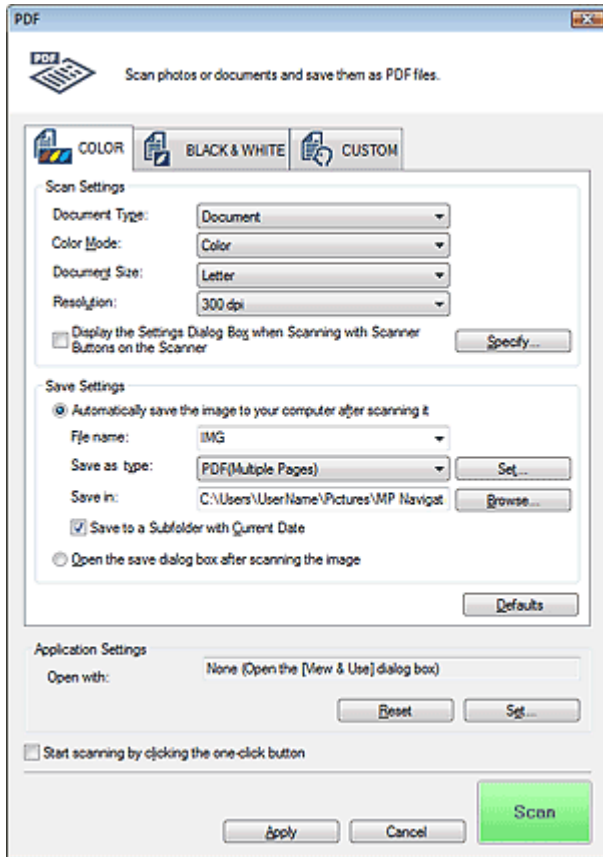 PDF
PDF
Scan photos or documents and save them as PDF files.
COLOR BLACK & WHITE CUSTOM
Scan Settings
Document Type: Document
Color Mode: Color
Document Size: Letter
Resolution: 300 dpi
Display the Settings Dialog Box when Scanning with Scanner
Buttons on the Scanner
Specify...
Save Settings
Automatically save the image to your computer after scanning it
File name: IMG
Save as type: PDF(Multiple Pages) Set...
Save in: C:\Users\UserName\Pictures\MP Navigat Browse...
Save to a Subfolder with Current Date
Open the save dialog box after scanning the image
Defaults
Application Settings
Open with: None (Open the [View & Use] dialog box)
Reset Set...
Start scanning by clicking the one-click button
Scan
Apply Cancel